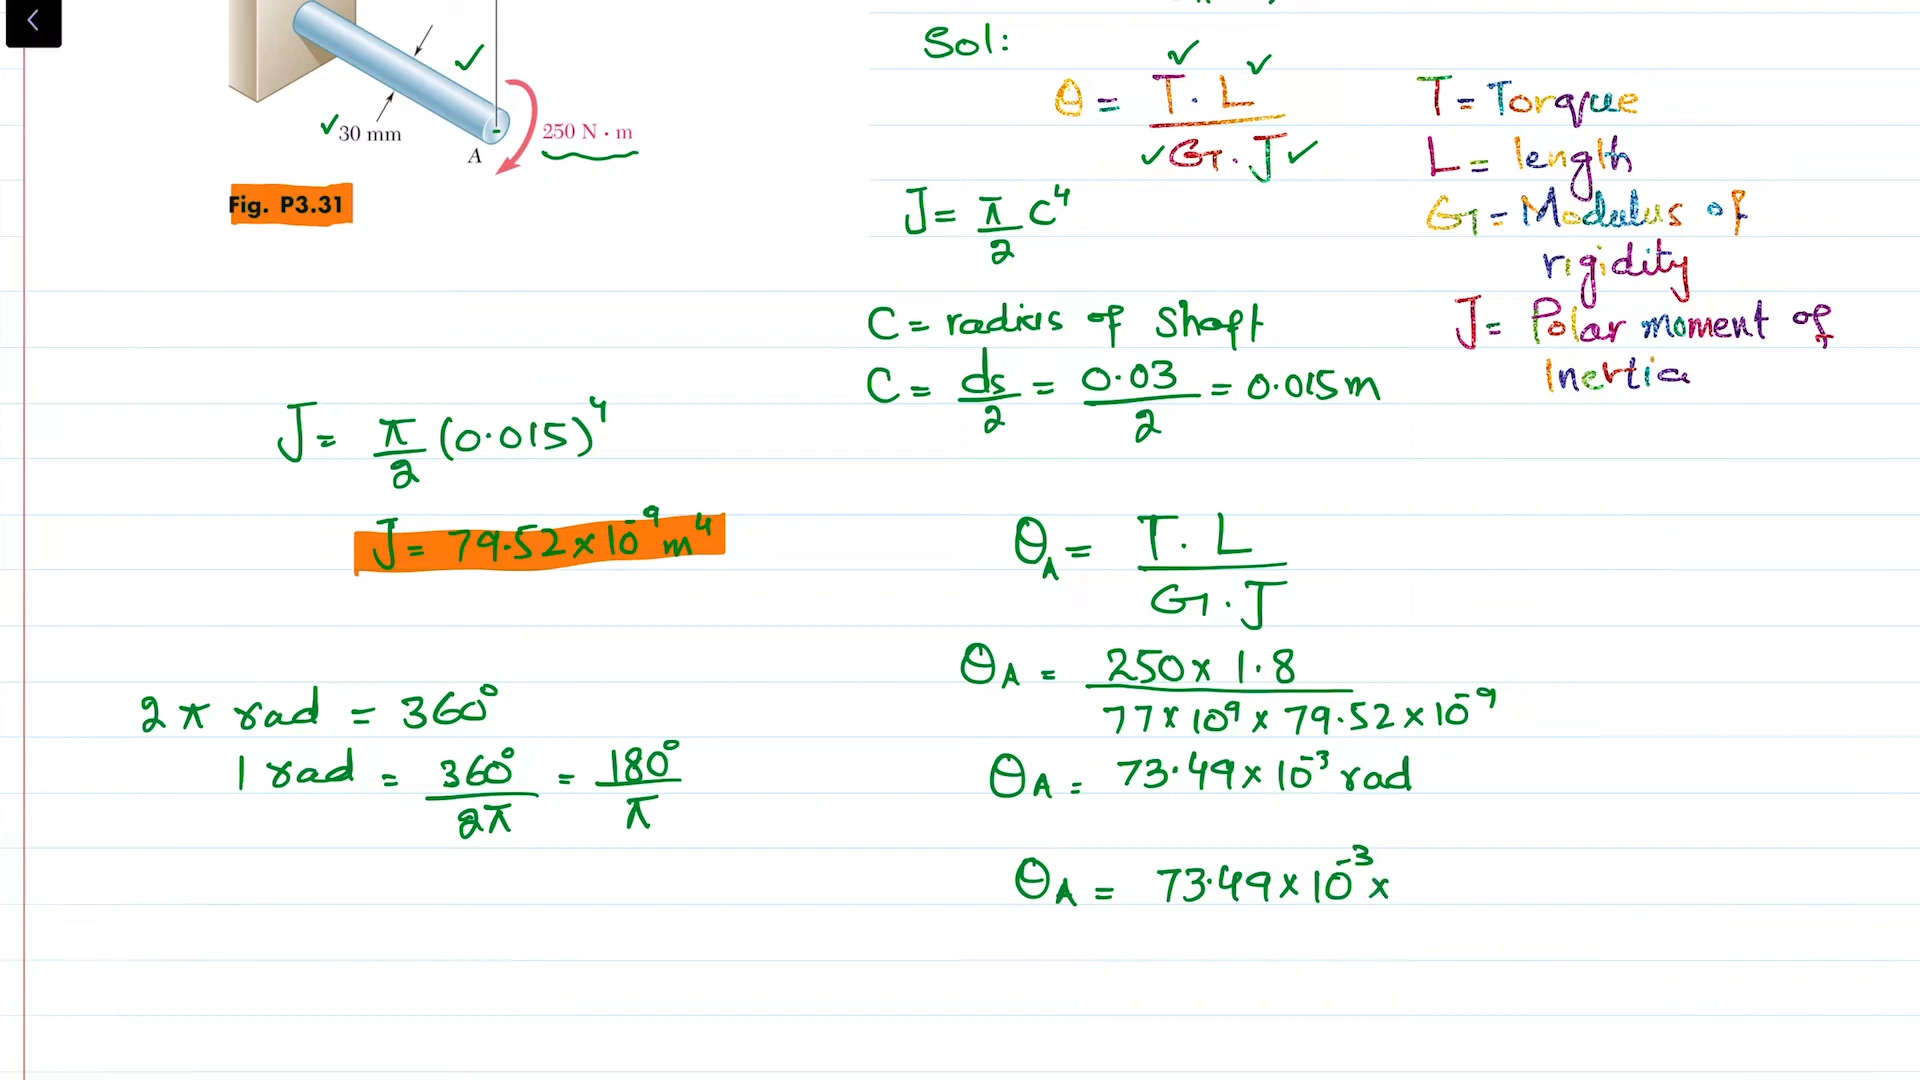 Sol:
θ = T . L / G . J
T = Torque
L = length
G = Modulus of rigidity
J = Polar moment of Inertia
30 mm
250 N · m
A
Fig. P3.31
J = π/2 C⁴
C = radius of Shaft
C = ds/2 = 0.03/2 = 0.015m
J = π/2 (0.015)⁴
J = 79.52 × 10⁻⁹ m⁴
θA = T . L / G . J
θA = 250 × 1.8 / 77 × 10⁹ × 79.52 × 10⁻⁹
θA = 73.49 × 10⁻³ rad
2π rad = 360°
1 rad = 360°/2π = 180°/π
θA = 73.49 × 10⁻³ ×